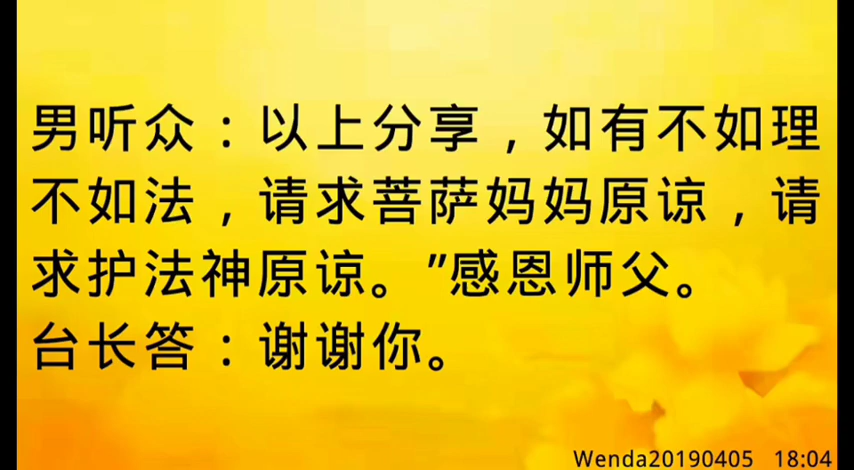 男听众：以上分享，如有不如理
不如法，请求菩萨妈妈原谅，请
求护法神原谅。”感恩师父。
台长答：谢谢你。
Wenda20190405 18:04